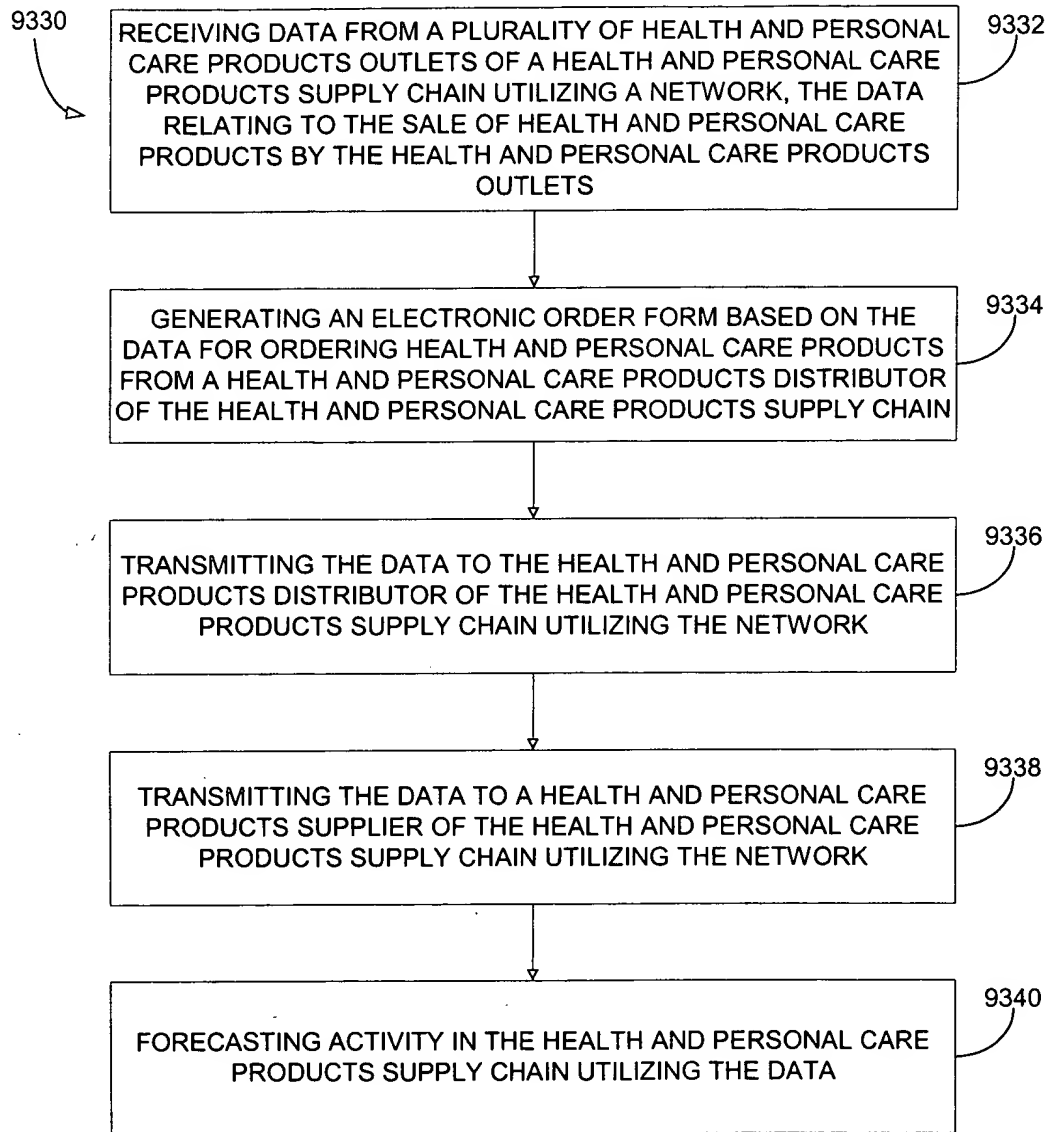 9330
RECEIVING DATA FROM A PLURALITY OF HEALTH AND PERSONAL
CARE PRODUCTS OUTLETS OF A HEALTH AND PERSONAL CARE
PRODUCTS SUPPLY CHAIN UTILIZING A NETWORK, THE DATA
RELATING TO THE SALE OF HEALTH AND PERSONAL CARE
PRODUCTS BY THE HEALTH AND PERSONAL CARE PRODUCTS
OUTLETS
9332
GENERATING AN ELECTRONIC ORDER FORM BASED ON THE
DATA FOR ORDERING HEALTH AND PERSONAL CARE PRODUCTS
FROM A HEALTH AND PERSONAL CARE PRODUCTS DISTRIBUTOR
OF THE HEALTH AND PERSONAL CARE PRODUCTS SUPPLY CHAIN
9334
TRANSMITTING THE DATA TO THE HEALTH AND PERSONAL CARE
PRODUCTS DISTRIBUTOR OF THE HEALTH AND PERSONAL CARE
PRODUCTS SUPPLY CHAIN UTILIZING THE NETWORK
9336
TRANSMITTING THE DATA TO A HEALTH AND PERSONAL CARE
PRODUCTS SUPPLIER OF THE HEALTH AND PERSONAL CARE
PRODUCTS SUPPLY CHAIN UTILIZING THE NETWORK
9338
FORECASTING ACTIVITY IN THE HEALTH AND PERSONAL CARE
PRODUCTS SUPPLY CHAIN UTILIZING THE DATA
9340